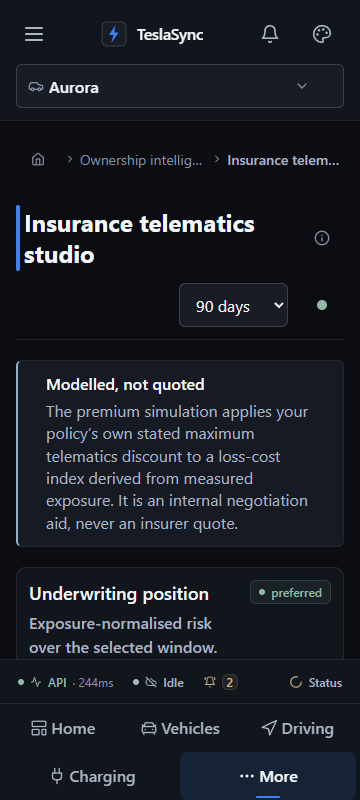 TeslaSync
Aurora
Ownership intellig... Insurance telem...
Insurance telematics
studio
90 days
Modelled, not quoted
The premium simulation applies your
policy's own stated maximum
telematics discount to a loss-cost
index derived from measured
exposure. It is an internal negotiation
aid, never an insurer quote.
Underwriting position
preferred
Exposure-normalised risk
over the selected window.
API · 244ms Idle 2 Status
Home Vehicles Driving
Charging More